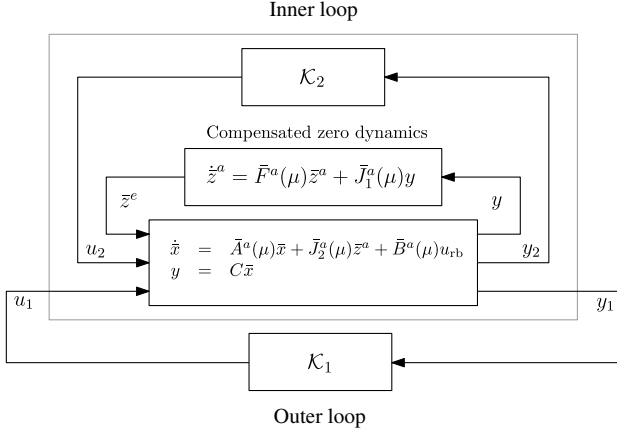 Inner loop
𝒦₂
Compensated zero dynamics
ż̄ᵃ = F̄ᵃ(μ)z̄ᵃ + J̄₁ᵃ(μ)y
z̄ᵉ
y
ẋ̄ = Āᵃ(μ)x̄ + J̄₂ᵃ(μ)z̄ᵃ + B̄ᵃ(μ)u_rb
y = Cx̄
u₂
y₂
u₁
y₁
𝒦₁
Outer loop